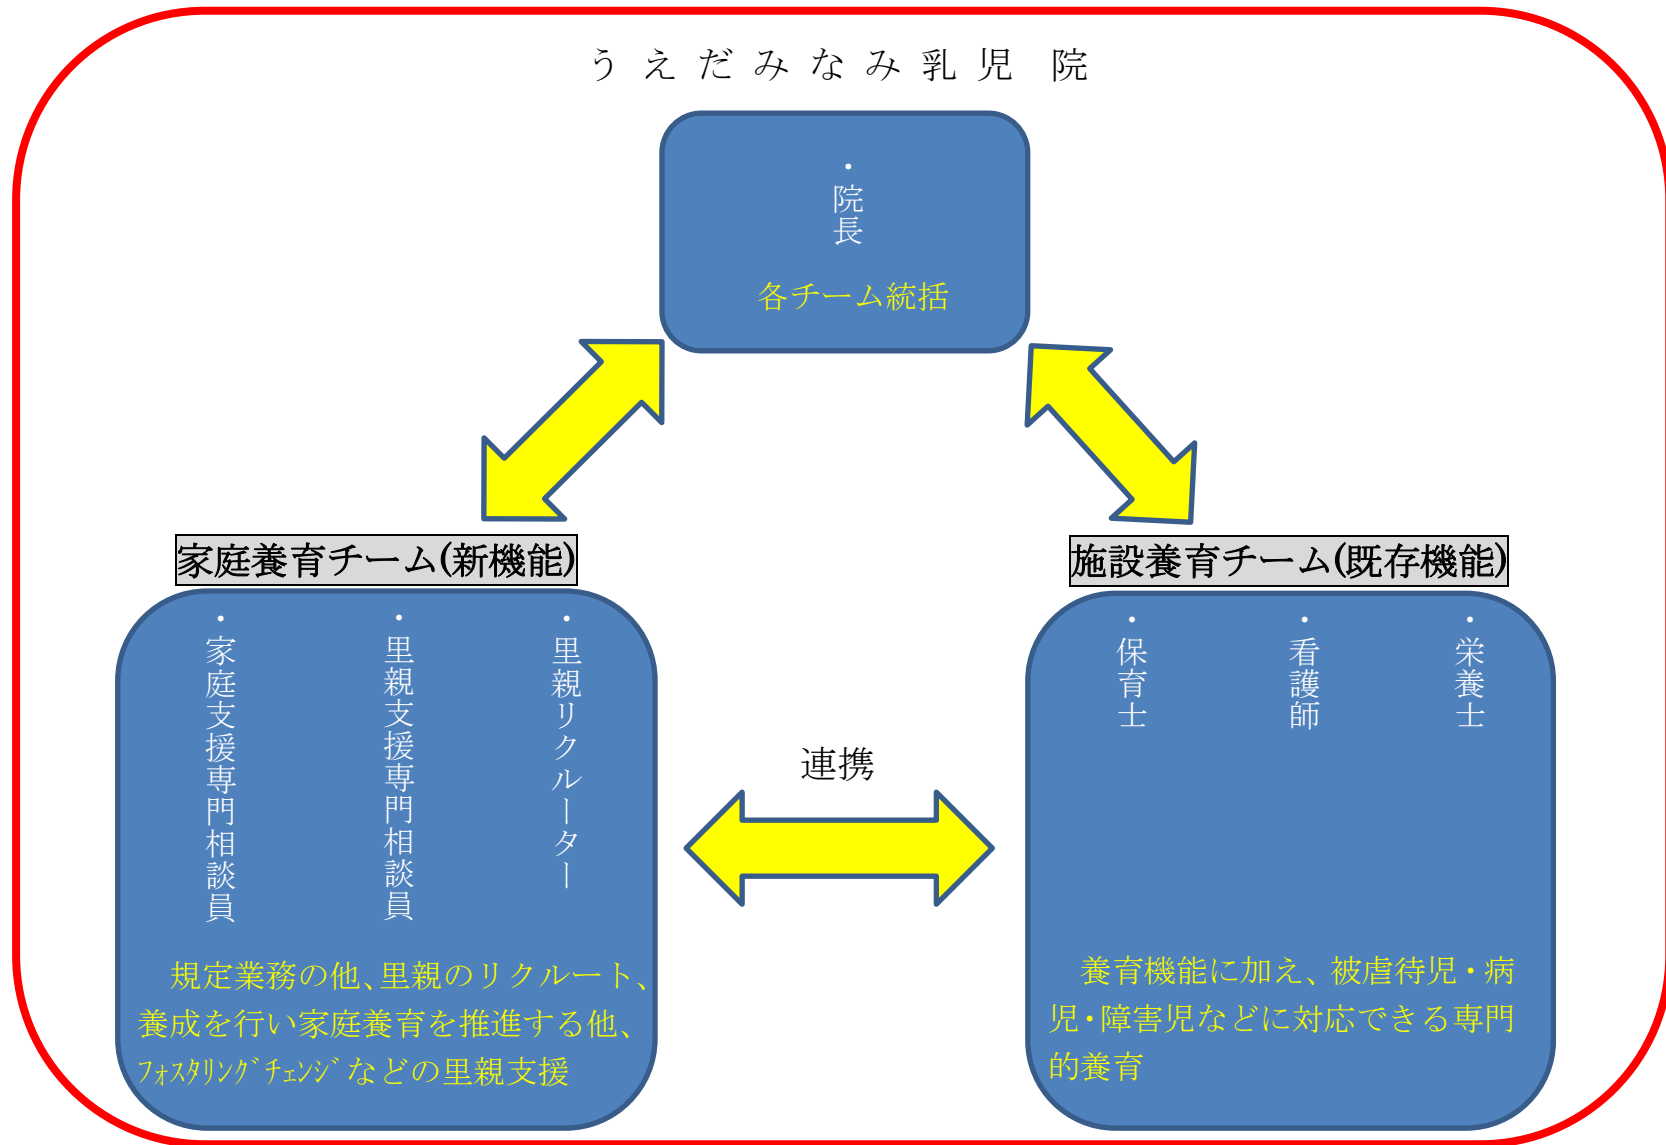 うえだみなみ乳児　院
・院長
各チーム統括
家庭養育チーム(新機能)
・家庭支援専門相談員
・里親支援専門相談員
・里親リクルーター
規定業務の他、里親のリクルート、
養成を行い家庭養育を推進する他、
ﾌｫｽﾀﾘﾝｸﾞﾁｪﾝｼﾞなどの里親支援
連携
施設養育チーム(既存機能)
・保育士
・看護師
・栄養士
養育機能に加え、被虐待児・病
児・障害児などに対応できる専門
的養育